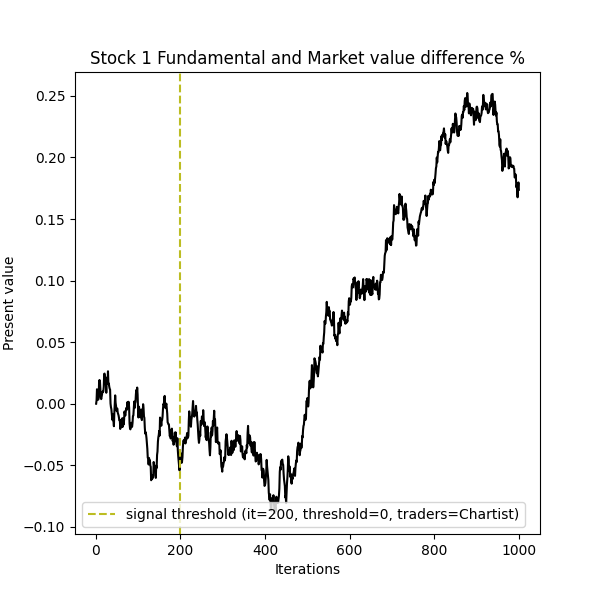 Stock 1 Fundamental and Market value difference %
0.25
0.20
0.15
0.10
0.05
0.00
−0.05
−0.10
Present value
signal threshold (it=200, threshold=0, traders=Chartist)
0 200 400 600 800 1000
Iterations